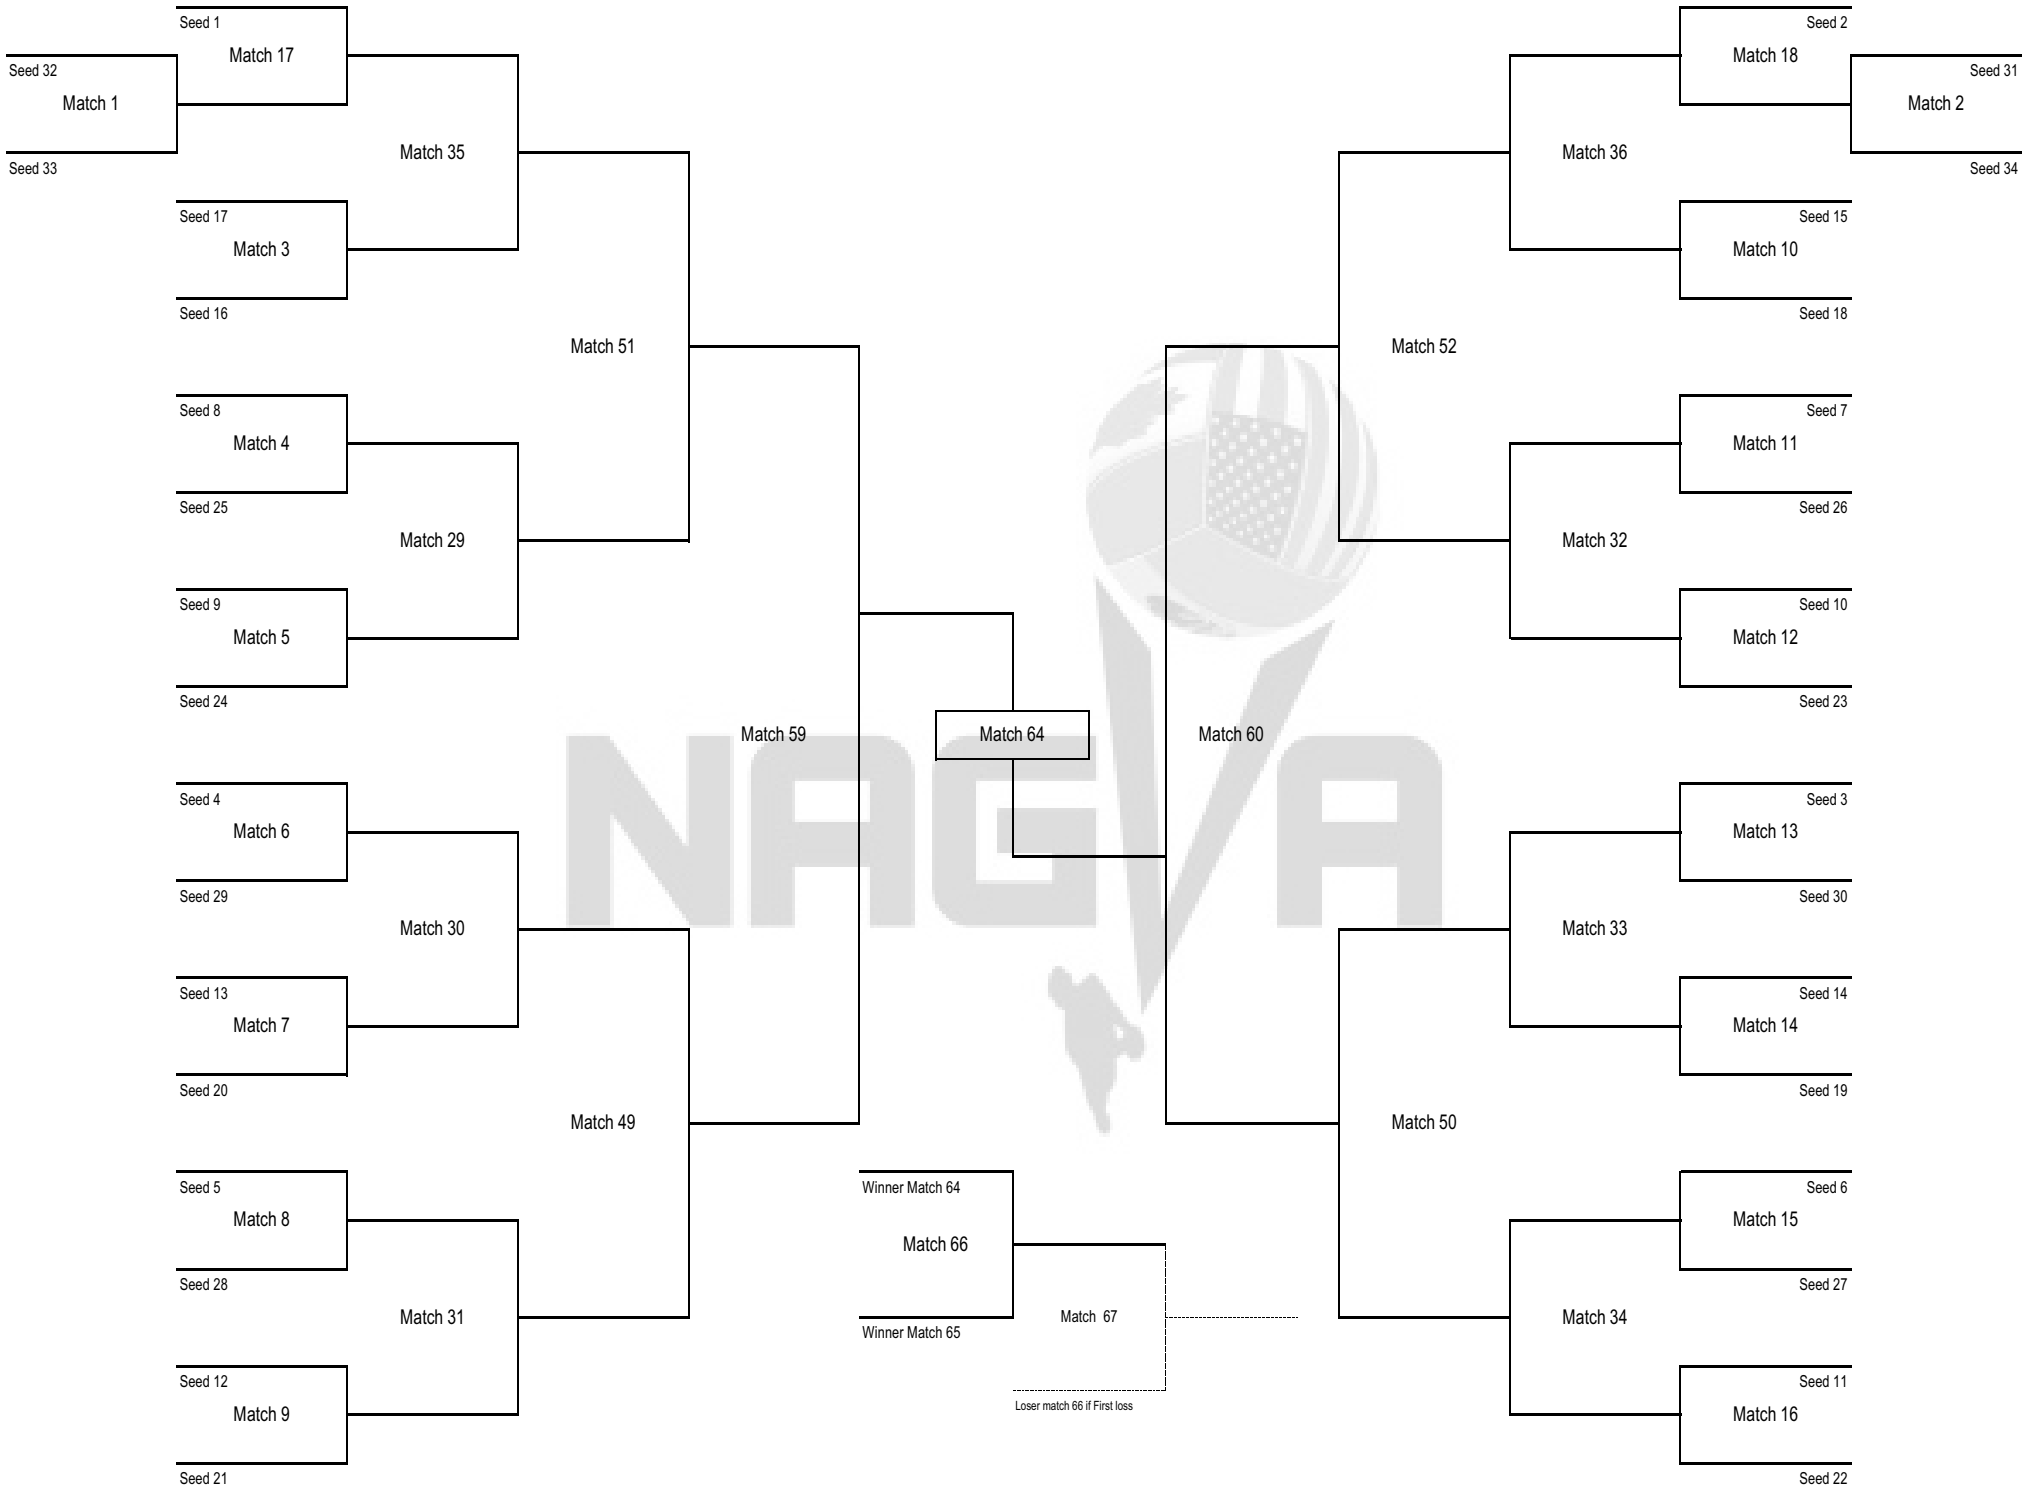 Seed 1
Seed 2
Match 17
Match 18
Seed 32
Seed 31
Match 1
Match 2
Match 35
Match 36
Seed 33
Seed 34
Seed 17
Seed 15
Match 3
Match 10
Seed 16
Seed 18
Match 51
Match 52
Seed 8
Seed 7
Match 4
Match 11
Seed 25
Seed 26
Match 29
Match 32
Seed 9
Seed 10
Match 5
Match 12
Seed 24
Seed 23
Match 59
Match 64
Match 60
NAGVA
Seed 4
Seed 3
Match 6
Match 13
Seed 29
Seed 30
Match 30
Match 33
Seed 13
Seed 14
Match 7
Match 14
Seed 20
Seed 19
Match 49
Match 50
Seed 5
Winner Match 64
Seed 6
Match 8
Match 15
Match 66
Seed 28
Seed 27
Match 31
Match 67
Match 34
Winner Match 65
Seed 12
Seed 11
Loser match 66 if First loss
Match 9
Match 16
Seed 21
Seed 22